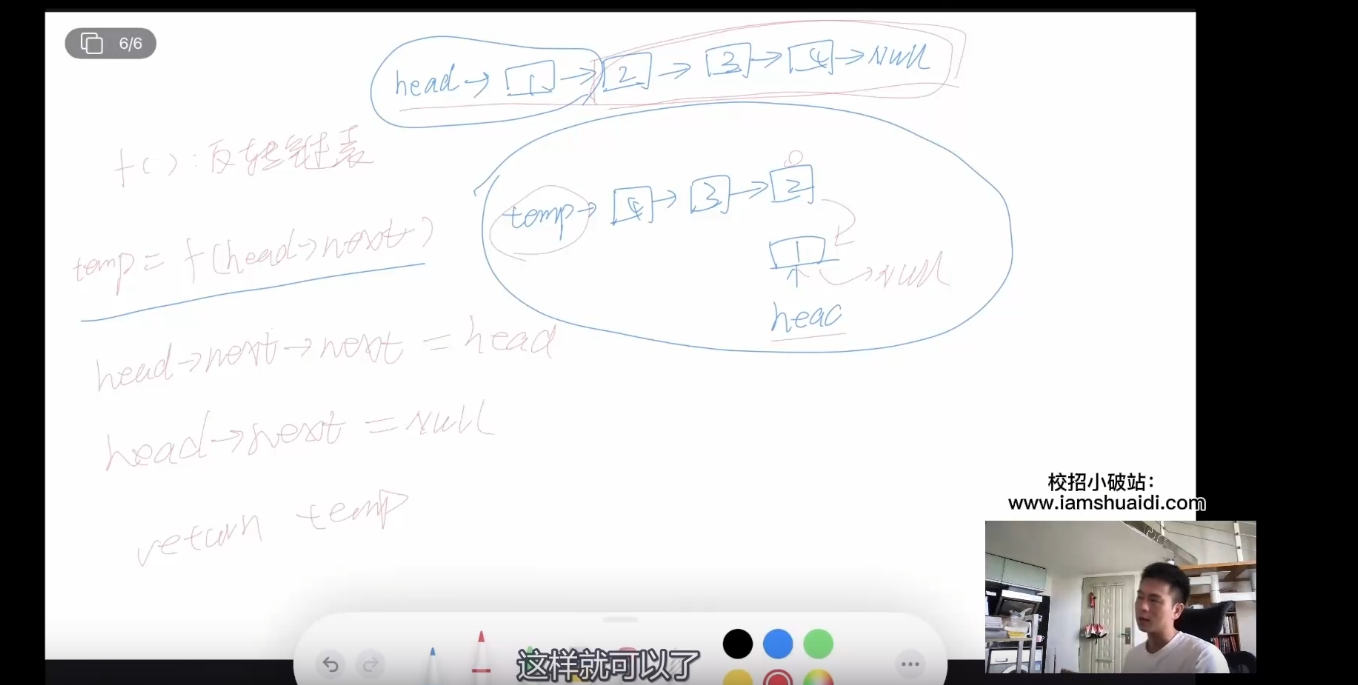 6/6
head → 1 → 2 → 3 → 4 → Null
f( ): 反转链表
temp → 4 → 3 → 2
temp = f(head→next)
1 → Null
heac
head→next→next = head
head→next = Null
return temp
校招小破站：
www.iamshuaidi.com
这样就可以了